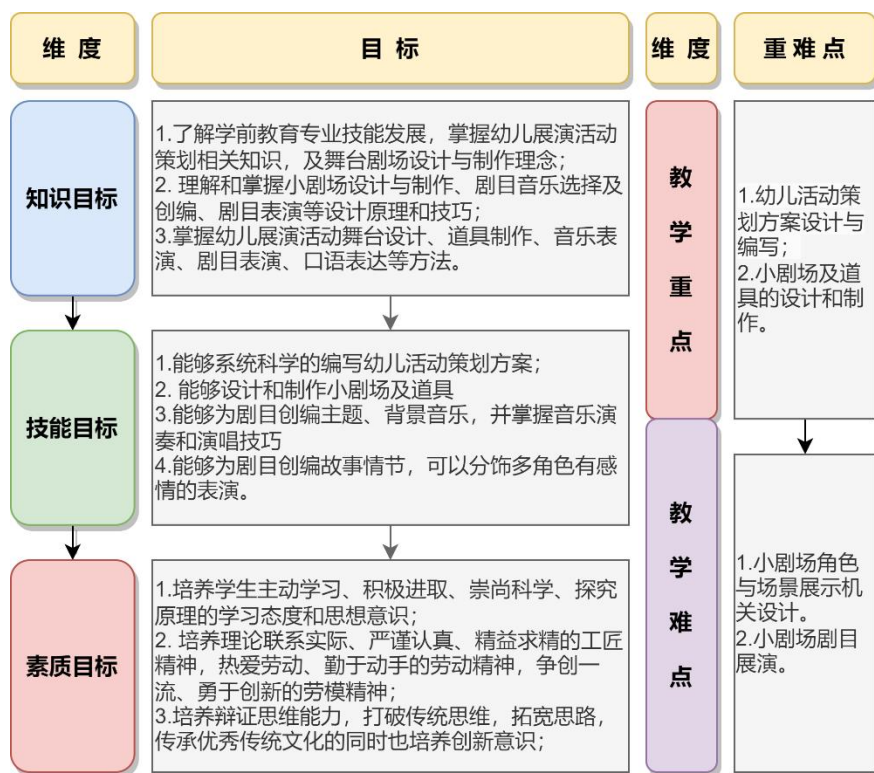 维 度
目 标
维 度
重 难 点
知识目标
1.了解学前教育专业技能发展，掌握幼儿展演活动
策划相关知识，及舞台剧场设计与制作理念；
2. 理解和掌握小剧场设计与制作、剧目音乐选择及
创编、剧目表演等设计原理和技巧；
3.掌握幼儿展演活动舞台设计、道具制作、音乐表
演、剧目表演、口语表达等方法。
技能目标
1.能够系统科学的编写幼儿活动策划方案；
2. 能够设计和制作小剧场及道具
3.能够为剧目创编主题、背景音乐，并掌握音乐演
奏和演唱技巧
4.能够为剧目创编故事情节，可以分饰多角色有感
情的表演。
素质目标
1.培养学生主动学习、积极进取、崇尚科学、探究
原理的学习态度和思想意识；
2. 培养理论联系实际、严谨认真、精益求精的工匠
精神，热爱劳动、勤于动手的劳动精神，争创一
流、勇于创新的劳模精神；
3.培养辩证思维能力，打破传统思维，拓宽思路，
传承优秀传统文化的同时也培养创新意识；
教
学
重
点
1.幼儿活动策
划方案设计与
编写；
2.小剧场及道
具的设计和制
作。
教
学
难
点
1.小剧场角色
与场景展示机
关设计。
2.小剧场剧目
展演。